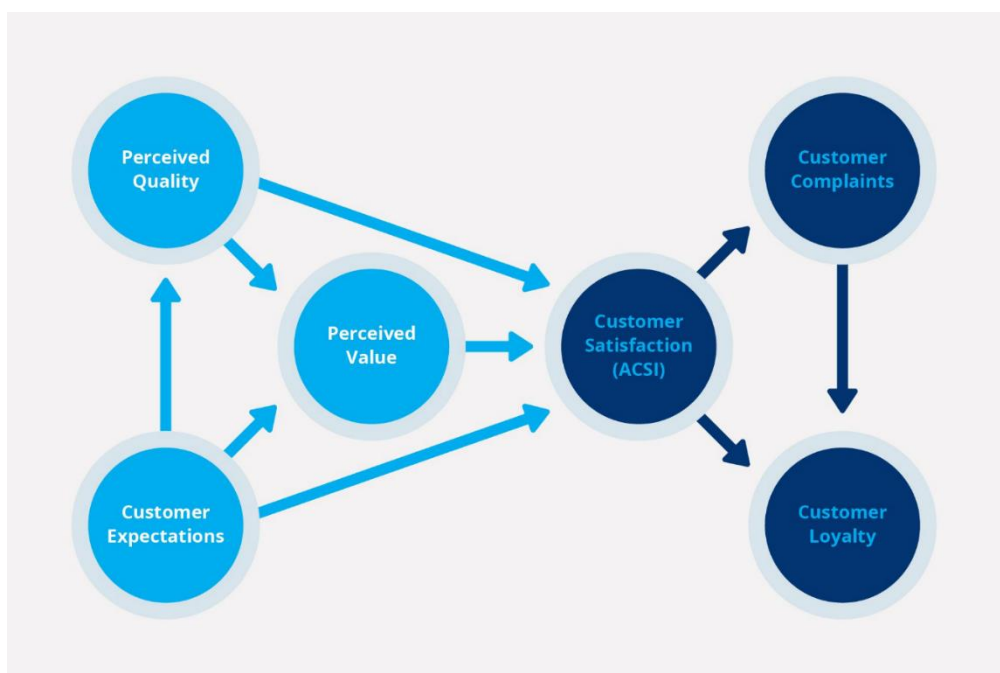 Perceived
Quality
Customer
Complaints
Perceived
Value
Customer
Satisfaction
(ACSI)
Customer
Expectations
Customer
Loyalty